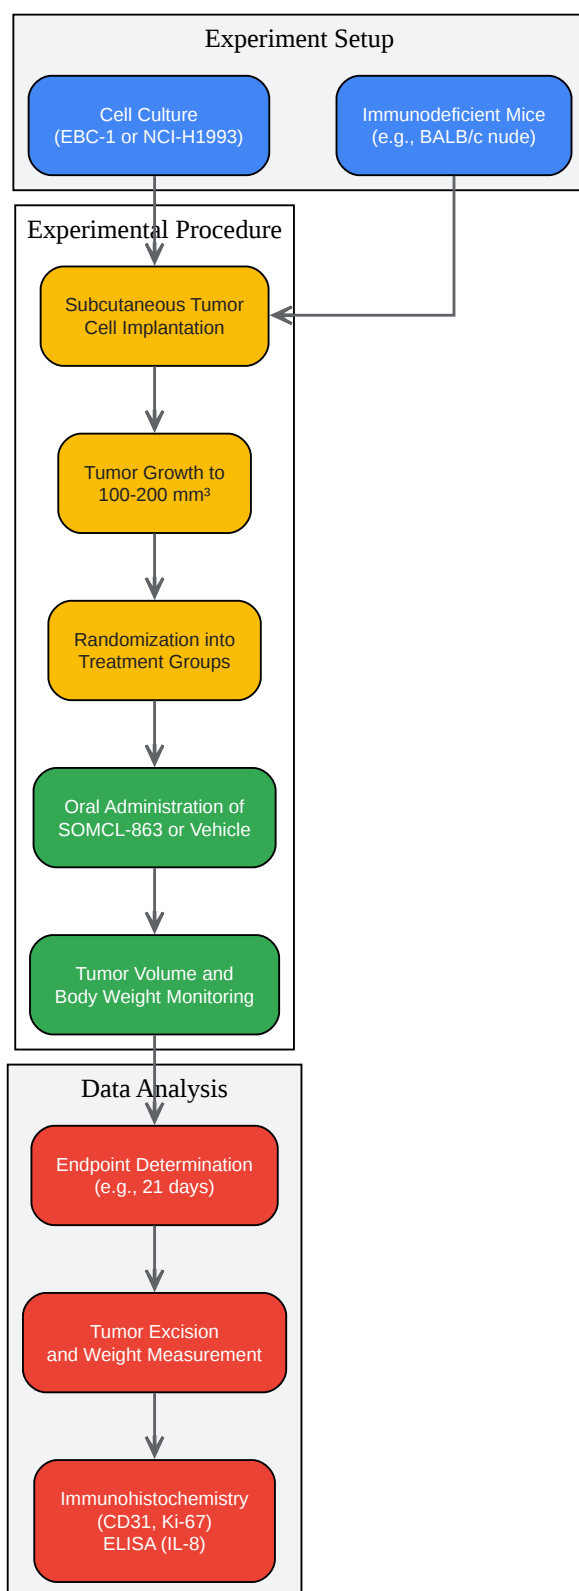 Experiment Setup
Cell Culture
(EBC-1 or NCI-H1993)
Immunodeficient Mice
(e.g., BALB/c nude)
Experimental Procedure
Subcutaneous Tumor
Cell Implantation
Tumor Growth to
100-200 mm³
Randomization into
Treatment Groups
Oral Administration of
SOMCL-863 or Vehicle
Tumor Volume and
Body Weight Monitoring
Data Analysis
Endpoint Determination
(e.g., 21 days)
Tumor Excision
and Weight Measurement
Immunohistochemistry
(CD31, Ki-67)
ELISA (IL-8)